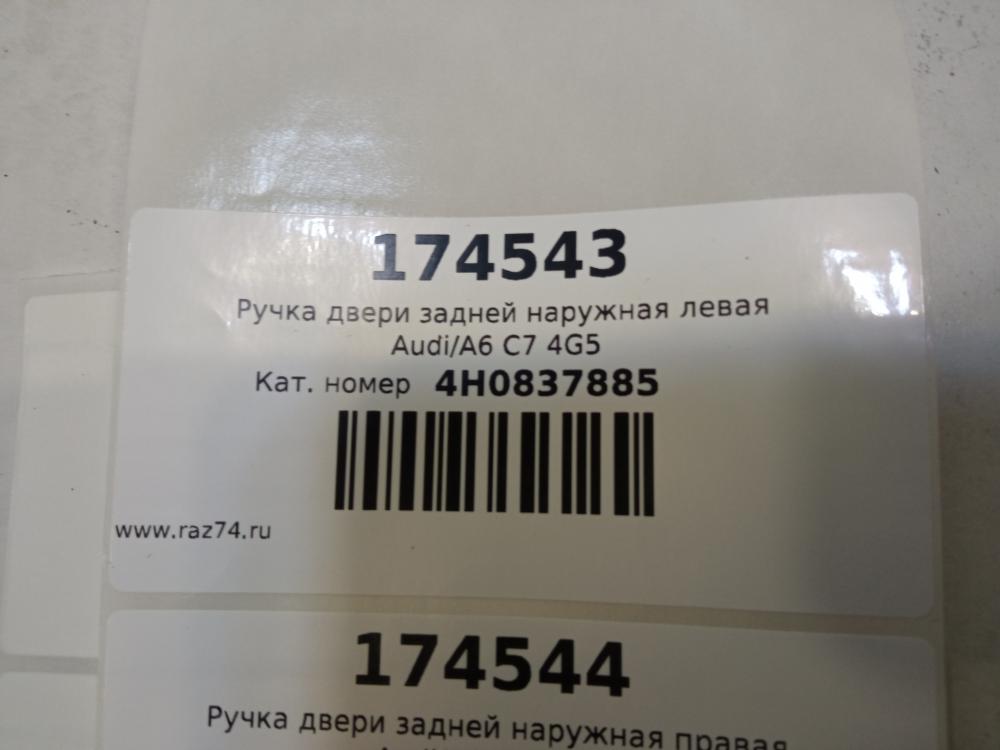 174543
Ручка двери задней наружная левая
Audi/A6 C7 4G5
Кат. номер 4H0837885
www.raz74.ru
174544
Ручка двери задней наружная правая